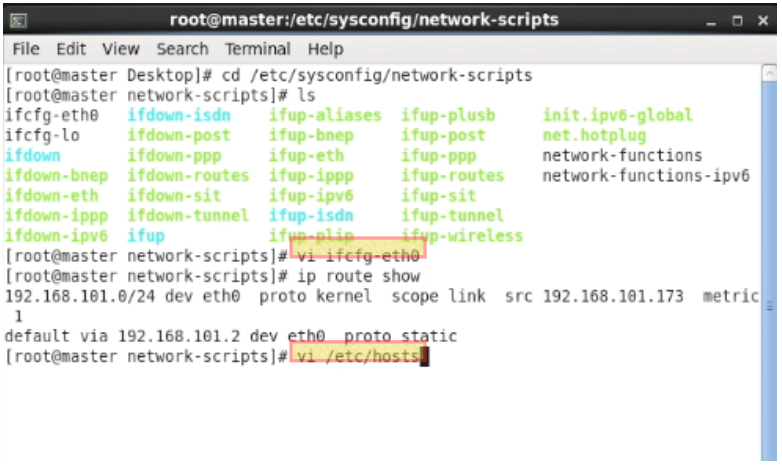 root@master:/etc/sysconfig/network-scripts
File Edit View Search Terminal Help
[root@master Desktop]# cd /etc/sysconfig/network-scripts
[root@master network-scripts]# ls
ifcfg-eth0 ifdown-isdn ifup-aliases ifup-plusb init.ipv6-global
ifcfg-lo ifdown-post ifup-bnep ifup-post net.hotplug
ifdown ifdown-ppp ifup-eth ifup-ppp network-functions
ifdown-bnep ifdown-routes ifup-ippp ifup-routes network-functions-ipv6
ifdown-eth ifdown-sit ifup-ipv6 ifup-sit
ifdown-ippp ifdown-tunnel ifup-isdn ifup-tunnel
ifdown-ipv6 ifup ifup-plip ifup-wireless
[root@master network-scripts]# vi ifcfg-eth0
[root@master network-scripts]# ip route show
192.168.101.0/24 dev eth0 proto kernel scope link src 192.168.101.173 metric
1
default via 192.168.101.2 dev eth0 proto static
[root@master network-scripts]# vi /etc/hosts